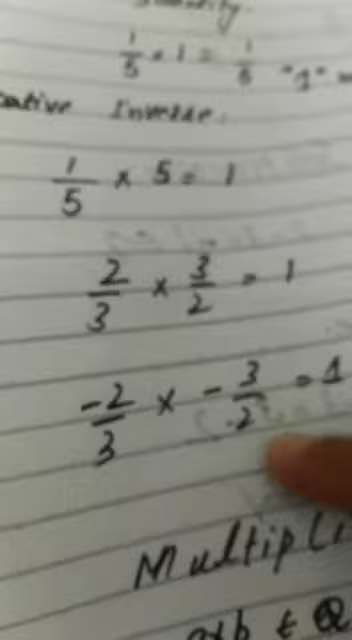 1/5 × 1 = 1/5 "1"
Inverse.
1/5 × 5 = 1
2/3 × 3/2 = 1
-2/3 × -3/2 = 1
a×b ∈ Q